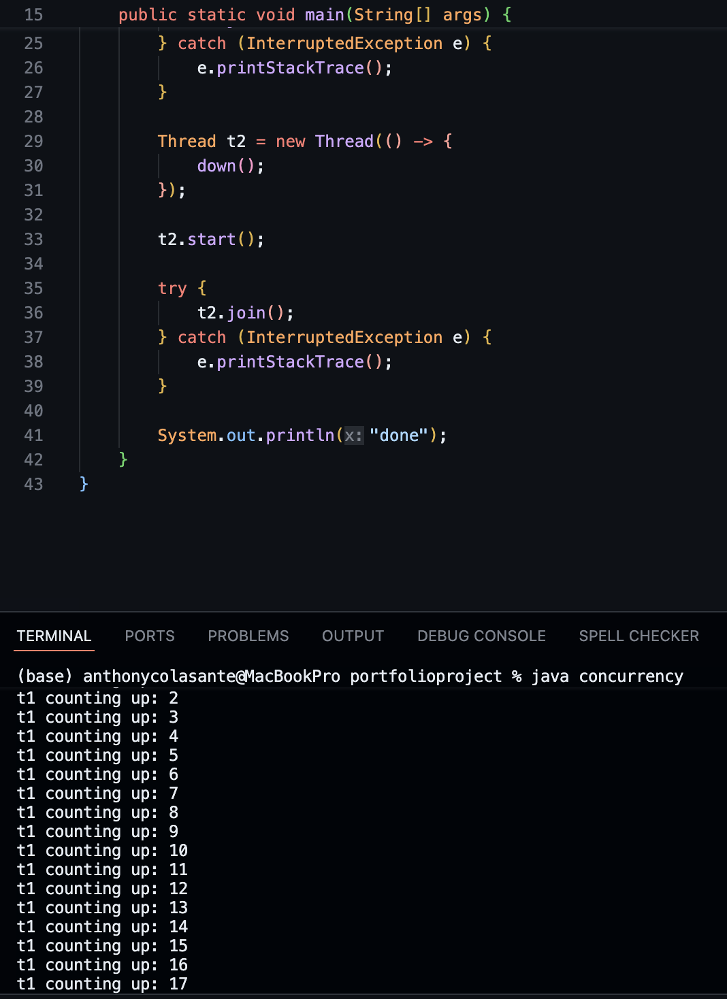 15 public static void main(String[] args) {
25 } catch (InterruptedException e) {
26 e.printStackTrace();
27 }
28
29 Thread t2 = new Thread(() -> {
30 down();
31 });
32
33 t2.start();
34
35 try {
36 t2.join();
37 } catch (InterruptedException e) {
38 e.printStackTrace();
39 }
40
41 System.out.println(x: "done");
42 }
43 }
TERMINAL PORTS PROBLEMS OUTPUT DEBUG CONSOLE SPELL CHECKER
(base) anthonycolasante@MacBookPro portfolioproject % java concurrency
t1 counting up: 2
t1 counting up: 3
t1 counting up: 4
t1 counting up: 5
t1 counting up: 6
t1 counting up: 7
t1 counting up: 8
t1 counting up: 9
t1 counting up: 10
t1 counting up: 11
t1 counting up: 12
t1 counting up: 13
t1 counting up: 14
t1 counting up: 15
t1 counting up: 16
t1 counting up: 17